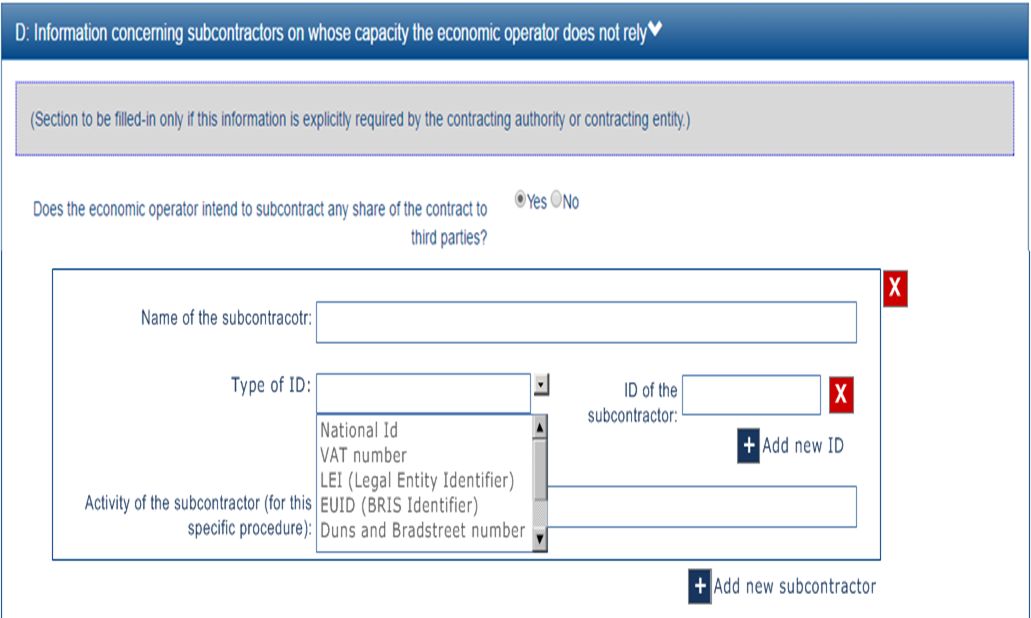 D: Information concerning subcontractors on whose capacity the economic operator does not rely
(Section to be filled-in only if this information is explicitly required by the contracting authority or contracting entity.)
Does the economic operator intend to subcontract any share of the contract to
third parties?
Yes No
X
Name of the subcontracotr:
Type of ID:
ID of the
subcontractor:
X
+ Add new ID
National Id
VAT number
LEI (Legal Entity Identifier)
EUID (BRIS Identifier)
Duns and Bradstreet number
Activity of the subcontractor (for this
specific procedure):
+ Add new subcontractor